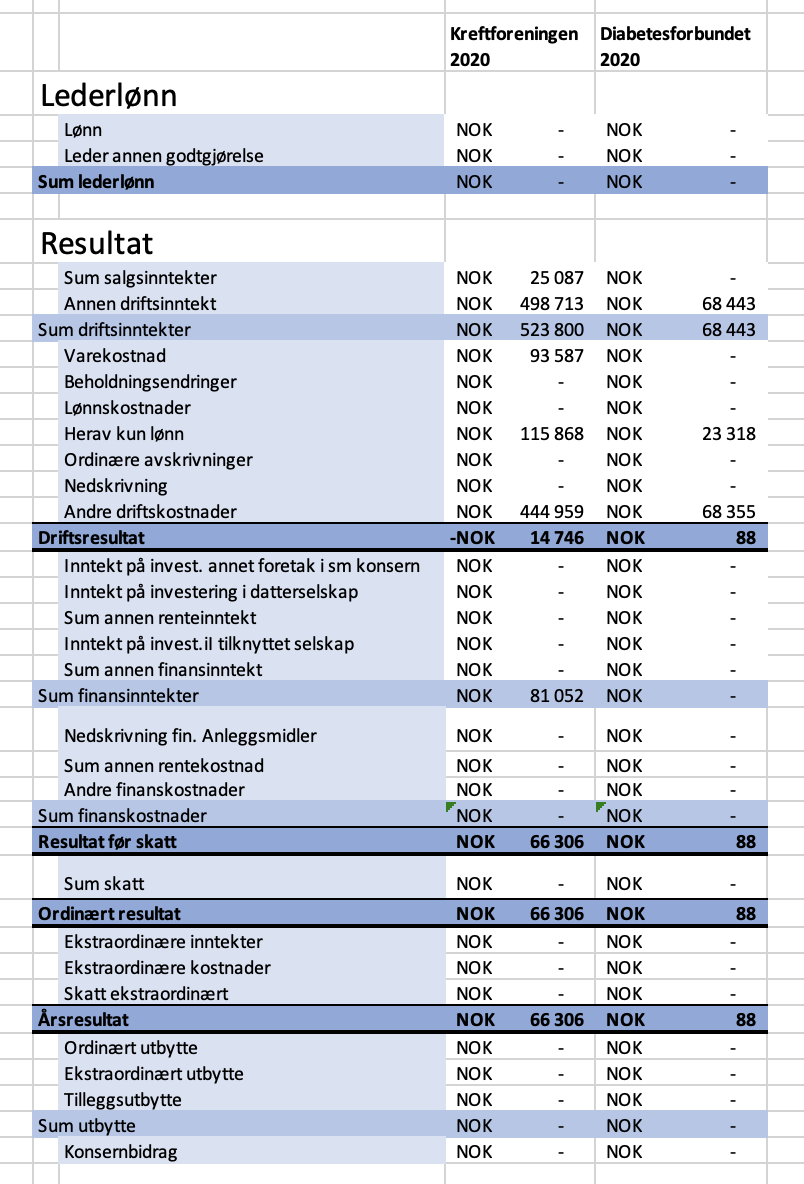 Kreftforeningen Diabetesforbundet
2020 2020
Lederlønn
Lønn NOK - NOK -
Leder annen godtgjørelse NOK - NOK -
Sum lederlønn NOK - NOK -
Resultat
Sum salgsinntekter NOK 25 087 NOK -
Annen driftsinntekt NOK 498 713 NOK 68 443
Sum driftsinntekter NOK 523 800 NOK 68 443
Varekostnad NOK 93 587 NOK -
Beholdningsendringer NOK - NOK -
Lønnskostnader NOK - NOK -
Herav kun lønn NOK 115 868 NOK 23 318
Ordinære avskrivninger NOK - NOK -
Nedskrivning NOK - NOK -
Andre driftskostnader NOK 444 959 NOK 68 355
Driftsresultat -NOK 14 746 NOK 88
Inntekt på invest. annet foretak i sm konsern NOK - NOK -
Inntekt på investering i datterselskap NOK - NOK -
Sum annen renteinntekt NOK - NOK -
Inntekt på invest.iI tilknyttet selskap NOK - NOK -
Sum annen finansinntekt NOK - NOK -
Sum finansinntekter NOK 81 052 NOK -
Nedskrivning fin. Anleggsmidler NOK - NOK -
Sum annen rentekostnad NOK - NOK -
Andre finanskostnader NOK - NOK -
Sum finanskostnader NOK - NOK -
Resultat før skatt NOK 66 306 NOK 88
Sum skatt NOK - NOK -
Ordinært resultat NOK 66 306 NOK 88
Ekstraordinære inntekter NOK - NOK -
Ekstraordinære kostnader NOK - NOK -
Skatt ekstraordinært NOK - NOK -
Årsresultat NOK 66 306 NOK 88
Ordinært utbytte NOK - NOK -
Ekstraordinært utbytte NOK - NOK -
Tilleggsutbytte NOK - NOK -
Sum utbytte NOK - NOK -
Konsernbidrag NOK - NOK -